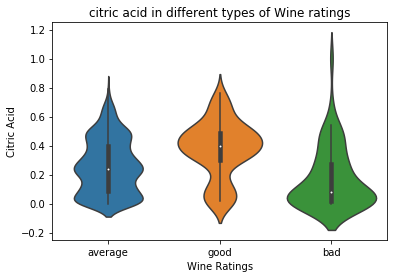 citric acid in different types of Wine ratings
1.2
1.0
0.8
0.6
0.4
0.2
0.0
−0.2
Citric Acid
average good bad
Wine Ratings